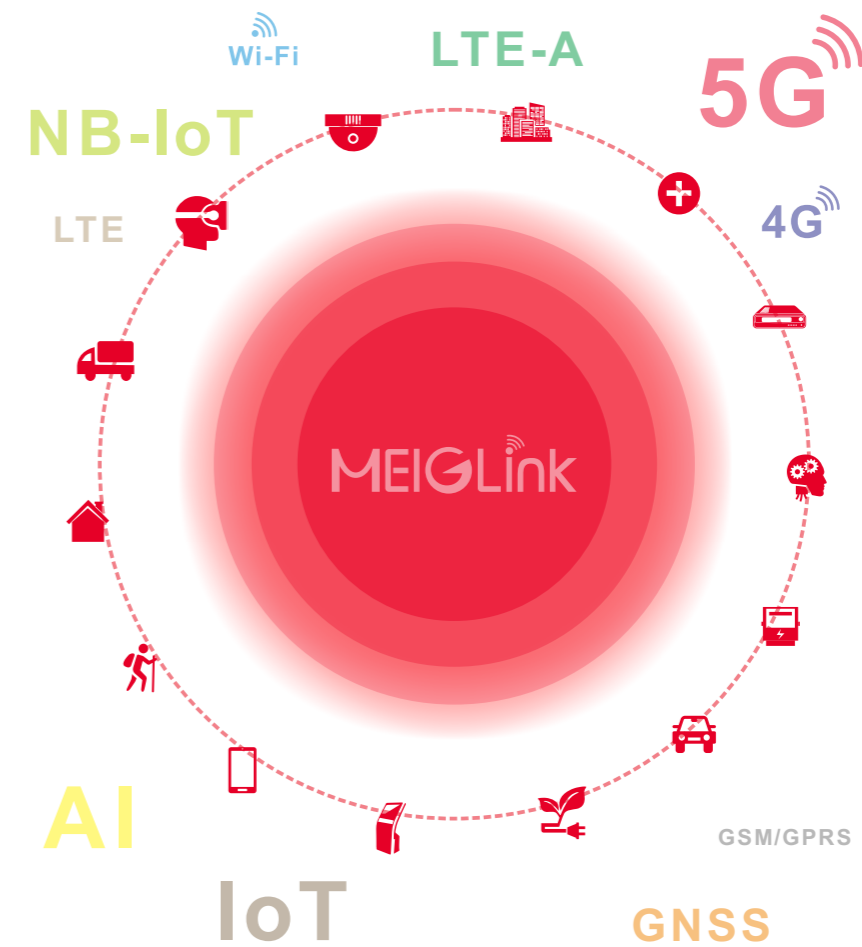 Wi-Fi
LTE-A
5G
NB-IoT
LTE
4G
MEIGLink
AI
GSM/GPRS
IoT
GNSS